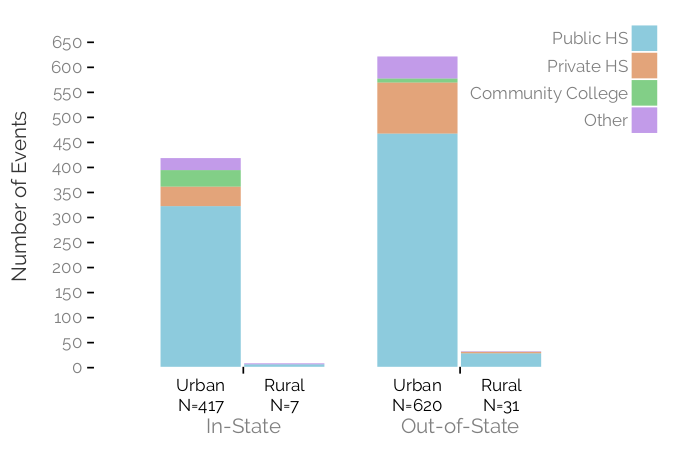 Public HS
Private HS
Community College
Other
Number of Events
650
600
550
500
450
400
350
300
250
200
150
100
50
0
Urban
N=417
Rural
N=7
Urban
N=620
Rural
N=31
In-State
Out-of-State